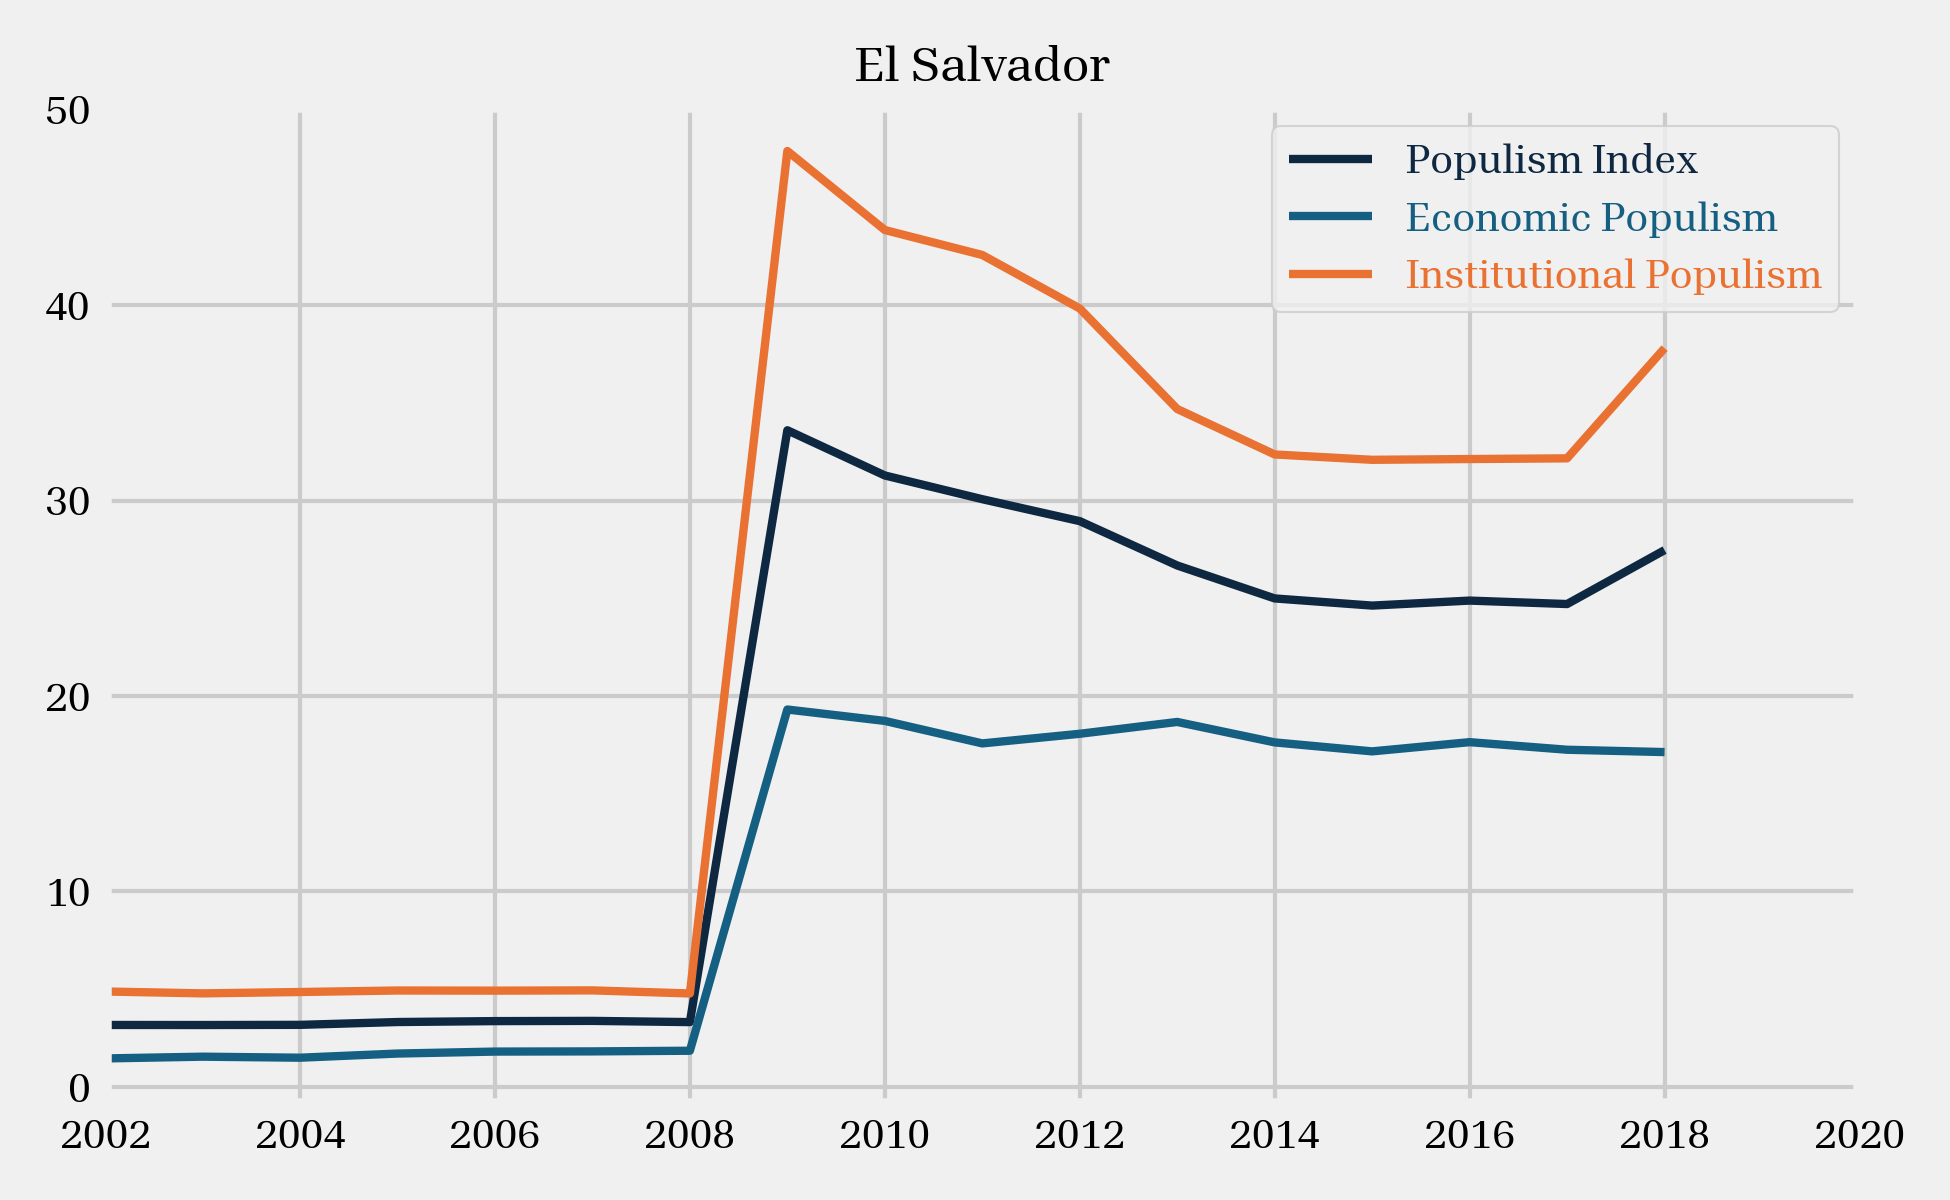 El Salvador
50
40
30
20
10
0
Populism Index
Economic Populism
Institutional Populism
2002 2004 2006 2008 2010 2012 2014 2016 2018 2020